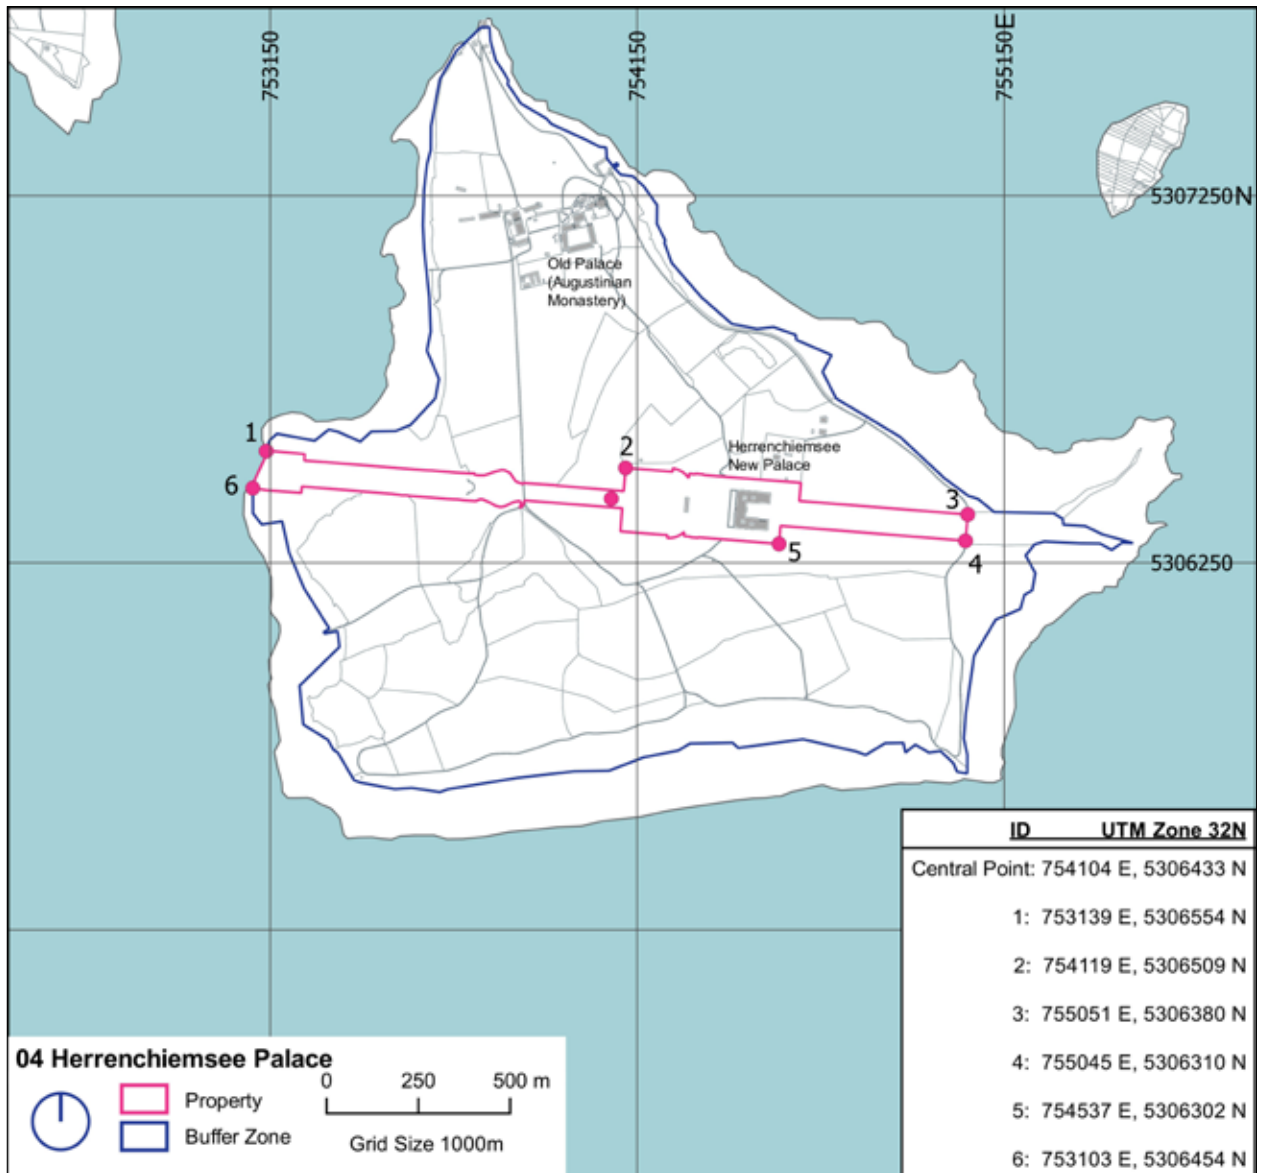 753150
754150
755150E
5307250N
Old Palace
(Augustinian
Monastery)
1
2
Herrenchiemsee
New Palace
6
3
5
4
5306250
ID UTM Zone 32N
Central Point: 754104 E, 5306433 N
1: 753139 E, 5306554 N
2: 754119 E, 5306509 N
3: 755051 E, 5306380 N
4: 755045 E, 5306310 N
5: 754537 E, 5306302 N
6: 753103 E, 5306454 N
04 Herrenchiemsee Palace
Property
Buffer Zone
0 250 500 m
Grid Size 1000m